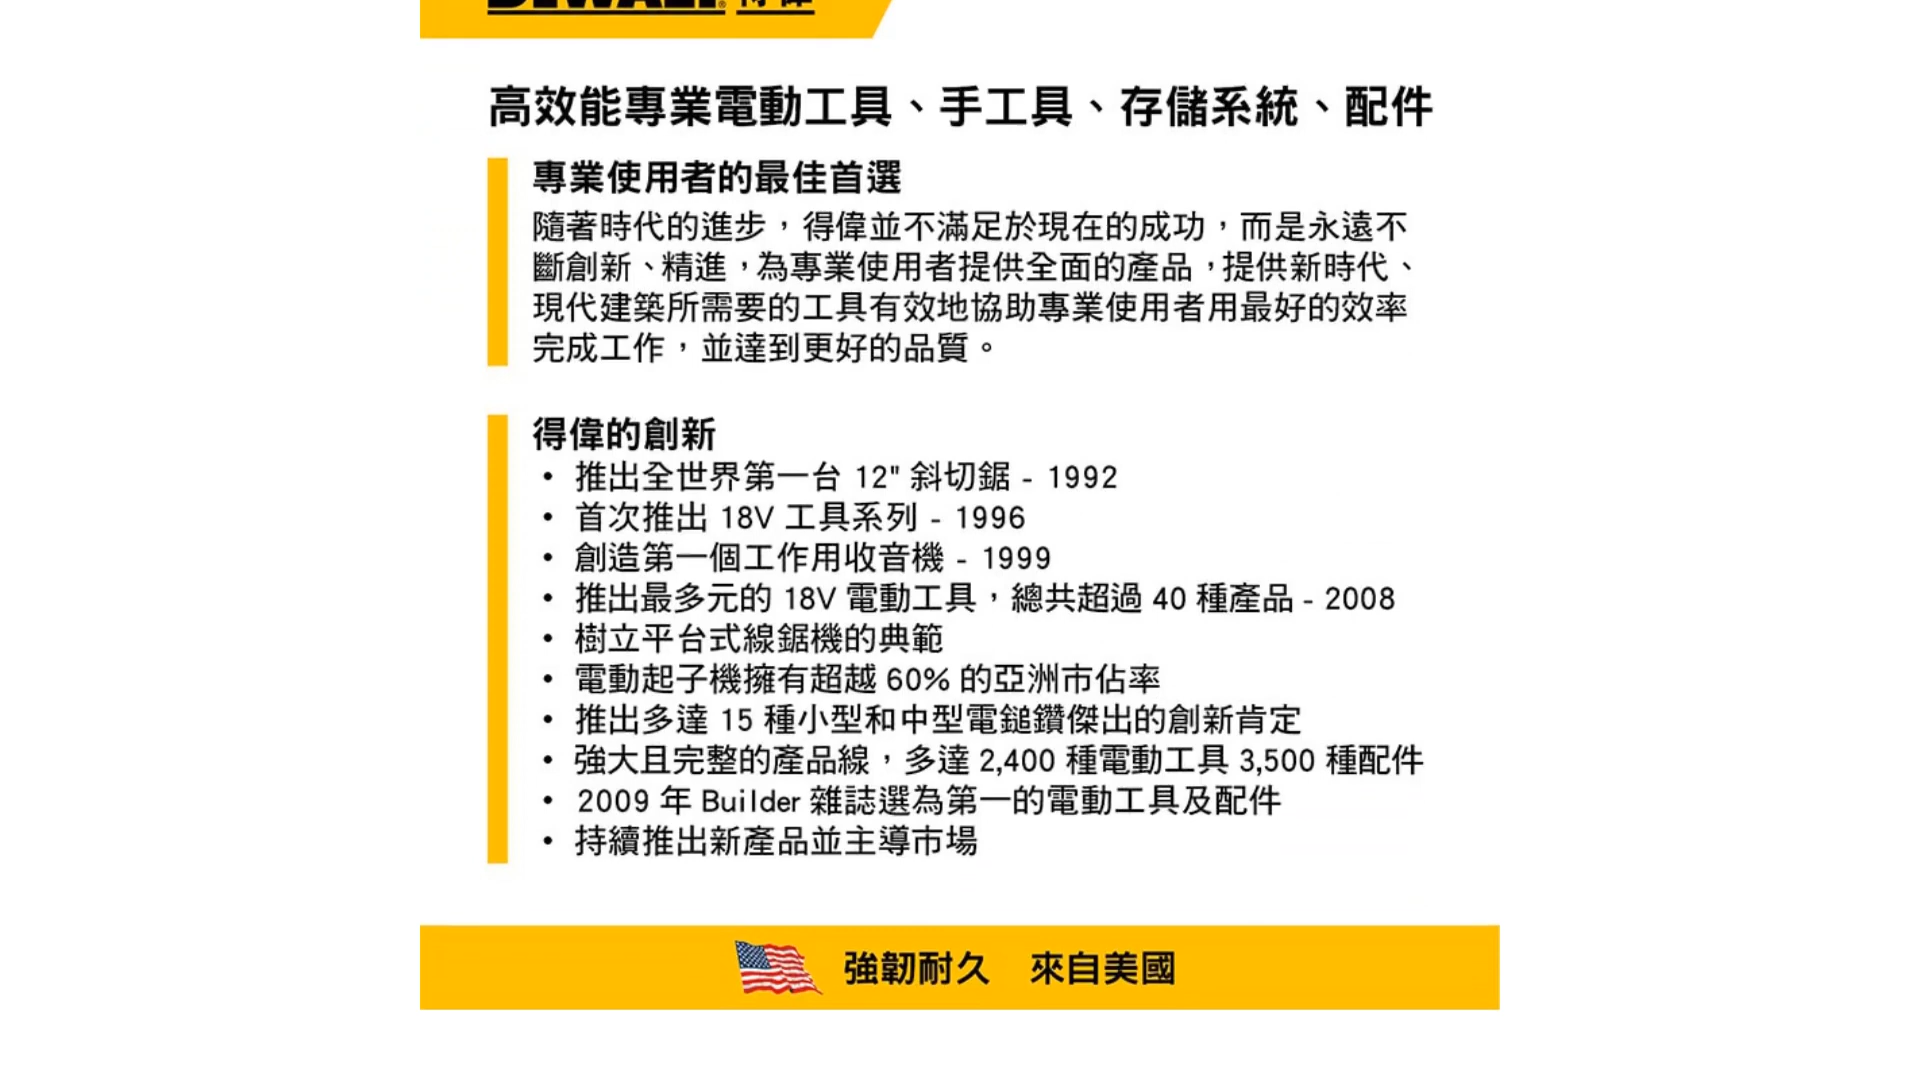 DEWALT® 得偉
高效能專業電動工具、手工具、存儲系統、配件
專業使用者的最佳首選
隨著時代的進步，得偉並不滿足於現在的成功，而是永遠不
斷創新、精進，為專業使用者提供全面的產品，提供新時代、
現代建築所需要的工具有效地協助專業使用者用最好的效率
完成工作，並達到更好的品質。
得偉的創新
• 推出全世界第一台 12" 斜切鋸 - 1992
• 首次推出 18V 工具系列 - 1996
• 創造第一個工作用收音機 - 1999
• 推出最多元的 18V 電動工具，總共超過 40 種產品 - 2008
• 樹立平台式線鋸機的典範
• 電動起子機擁有超越 60% 的亞洲市佔率
• 推出多達 15 種小型和中型電鎚鑽傑出的創新肯定
• 強大且完整的產品線，多達 2,400 種電動工具 3,500 種配件
• 2009 年 Builder 雜誌選為第一的電動工具及配件
• 持續推出新產品並主導市場
強韌耐久 來自美國